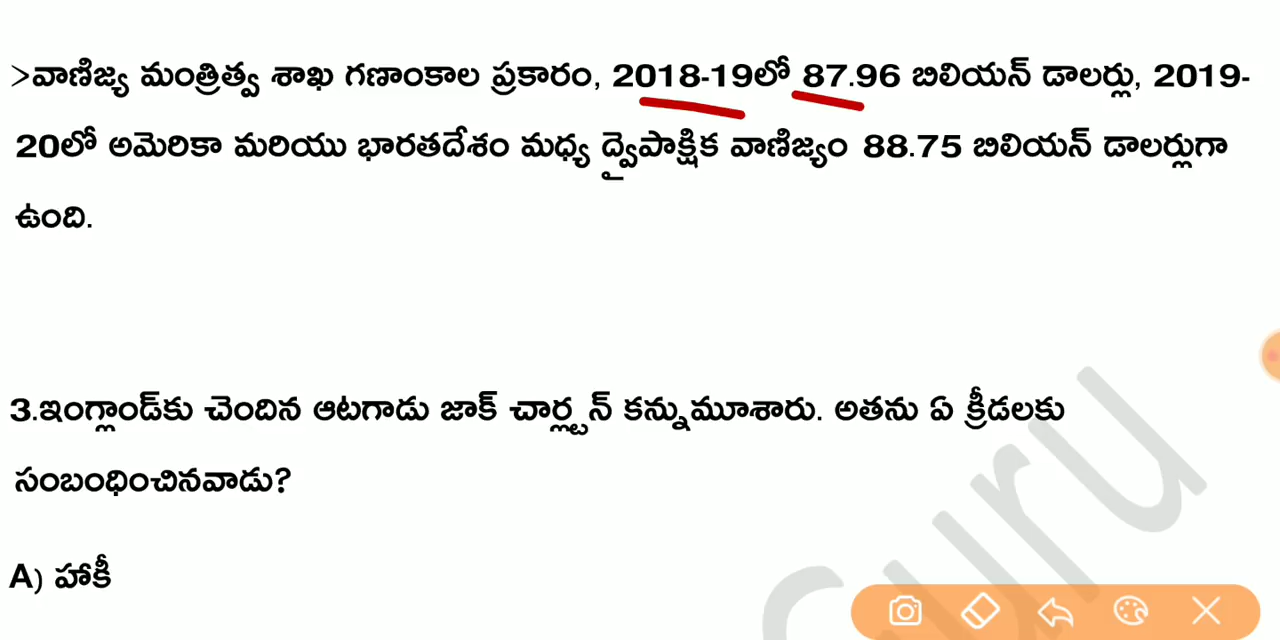 >వాణిజ్య మంత్రిత్వ శాఖ గణాంకాల ప్రకారం, 2018-19లో 87.96 బిలియన్ డాలర్లు, 2019-
20లో అమెరికా మరియు భారతదేశం మధ్య ద్వైపాక్షిక వాణిజ్యం 88.75 బిలియన్ డాలర్లుగా
ఉంది.
3.ఇంగ్లాండ్‌కు చెందిన ఆటగాడు జాక్ చార్ల్టన్ కన్నుమూశారు. అతను ఏ క్రీడలకు
సంబంధించినవాడు?
A) హాకీ
Guru